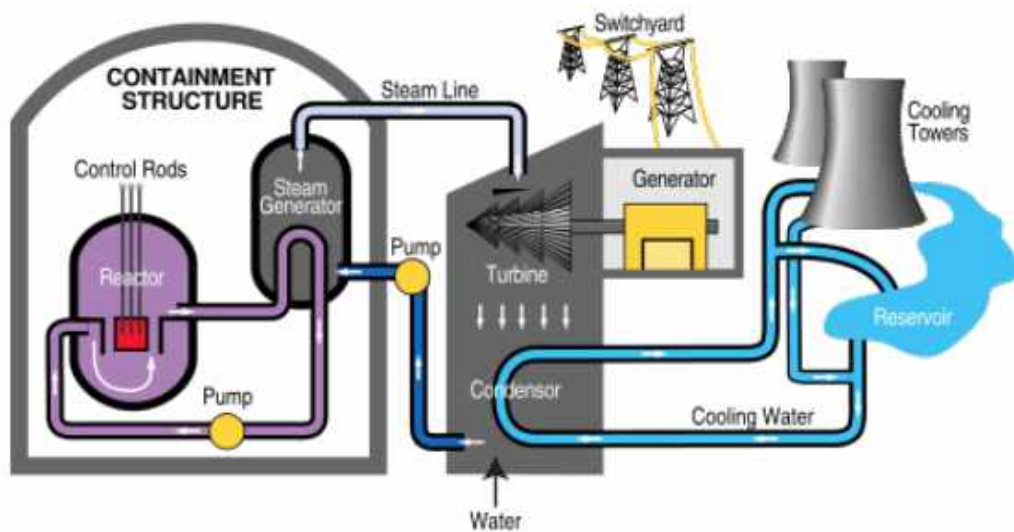 Switchyard
CONTAINMENT
STRUCTURE
Steam Line
Cooling
Towers
Control Rods
Steam
Generator
Generator
Pump
Reactor
Turbine
Reservoir
Condensor
Pump
Cooling Water
Water